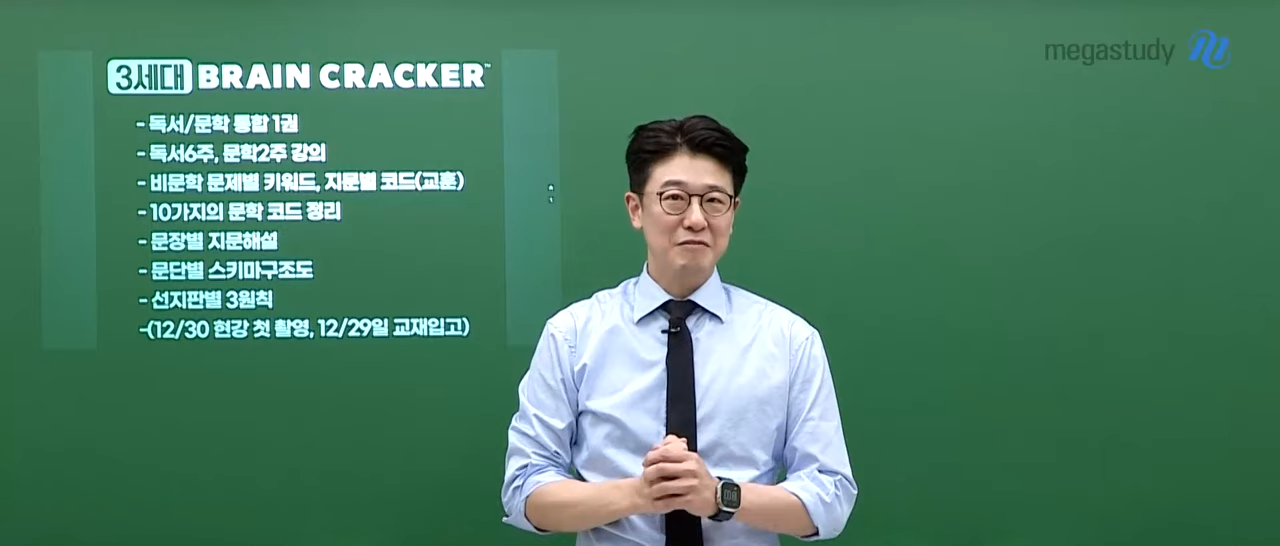 megastudy
3세대 BRAIN CRACKER™
- 독서/문학 통합 1권
- 독서6주, 문학2주 강의
- 비문학 문제별 키워드, 지문별 코드(교훈)
- 10가지의 문학 코드 정리
- 문장별 지문해설
- 문단별 스키마구조도
- 선지판별 3원칙
-(12/30 현강 첫 촬영, 12/29일 교재입고)